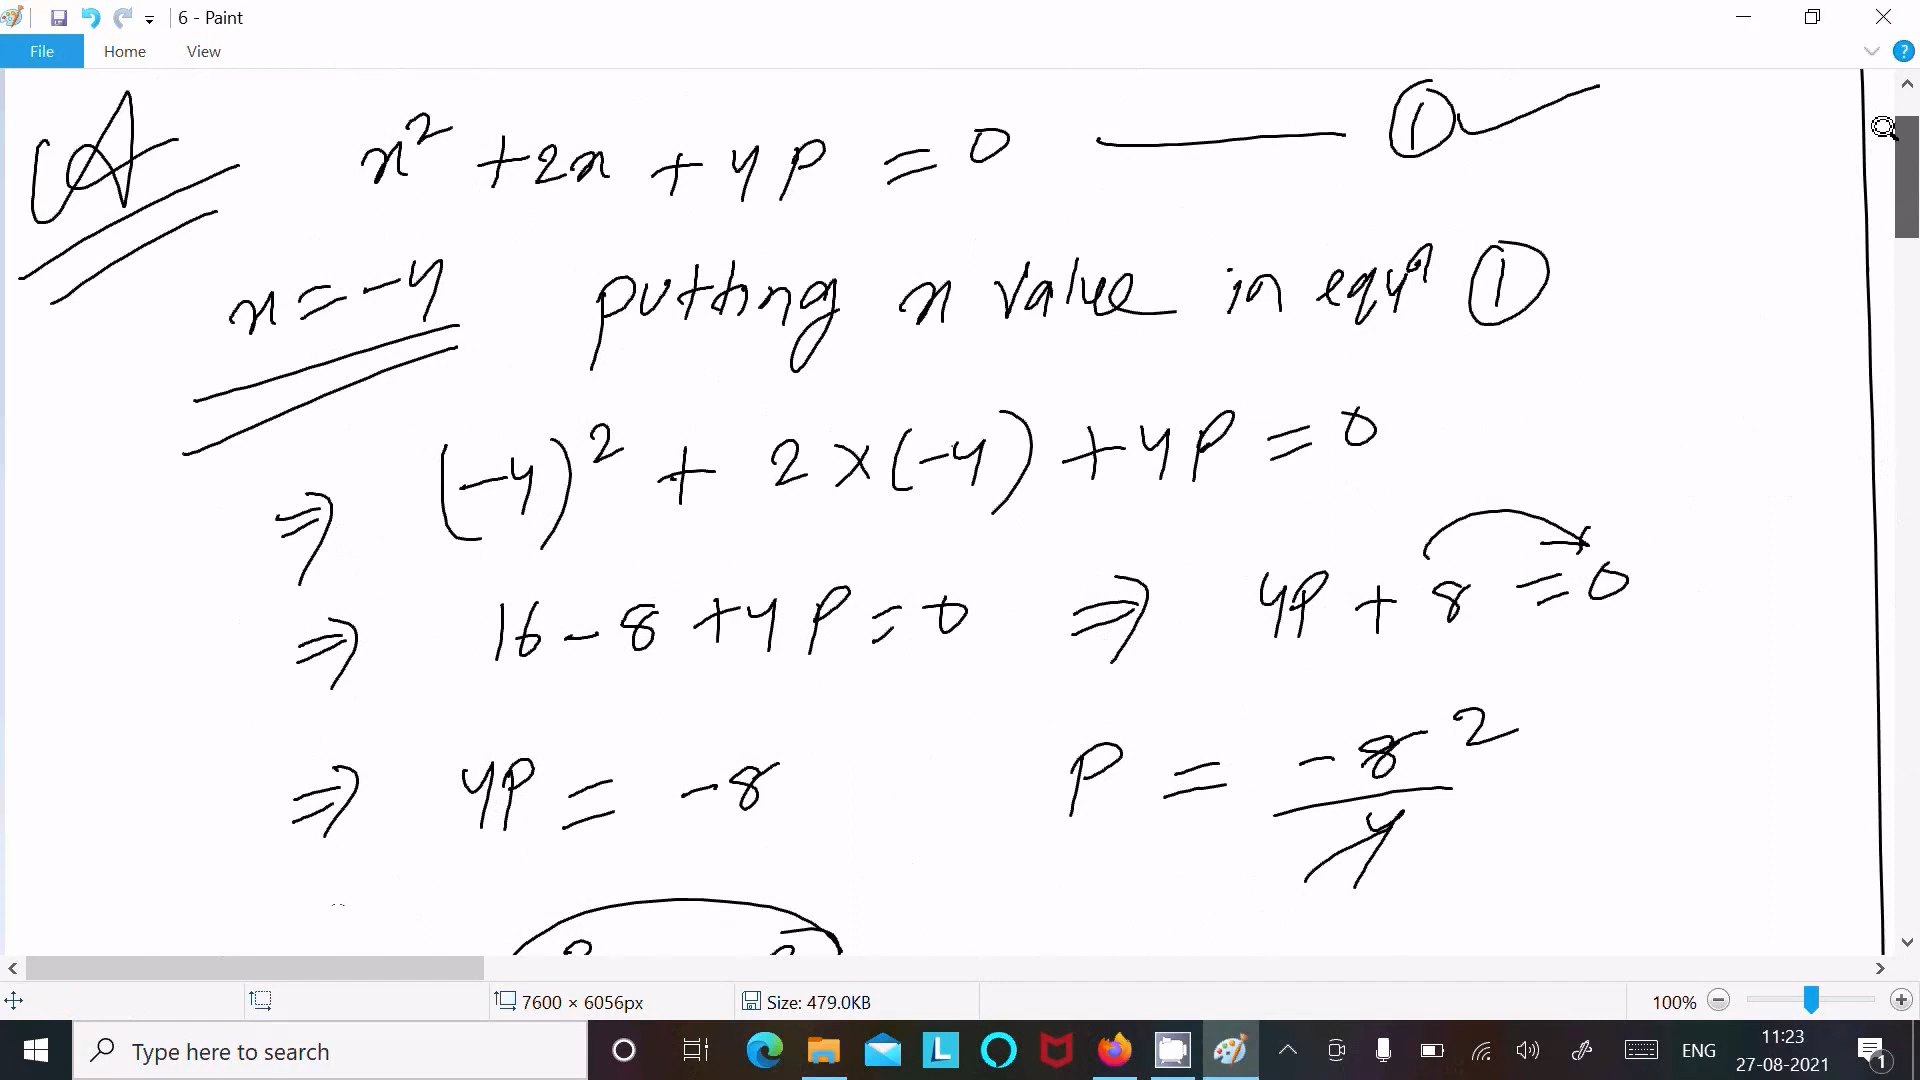 6 - Paint
File Home View
(A x² + 2x + 4p = 0 ——— ①
x = -4 putting x value in eqⁿ ①
⇒ (-4)² + 2×(-4) + 4p = 0
⇒ 16 - 8 + 4p = 0 ⇒ 4p + 8 = 0
⇒ 4p = -8 p = -8 2
4
7600 × 6056px Size: 479.0KB 100%
Type here to search L ENG 11:23
27-08-2021 1